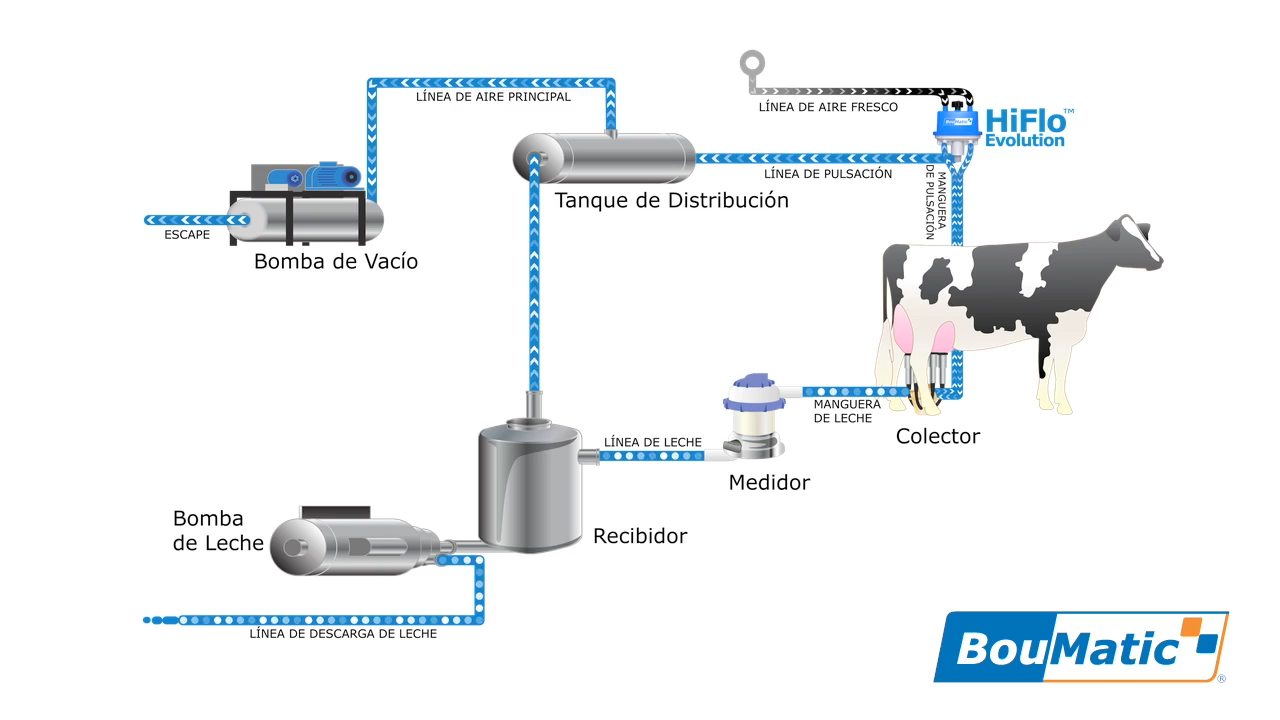 LÍNEA DE AIRE PRINCIPAL
LÍNEA DE AIRE FRESCO
BouMatic
HiFlo™
Evolution
LÍNEA DE PULSACIÓN
MANGUERA
DE PULSACIÓN
Tanque de Distribución
ESCAPE
Bomba de Vacío
MANGUERA
DE LECHE
Colector
LÍNEA DE LECHE
Medidor
Bomba
de Leche
Recibidor
LÍNEA DE DESCARGA DE LECHE
BouMatic®